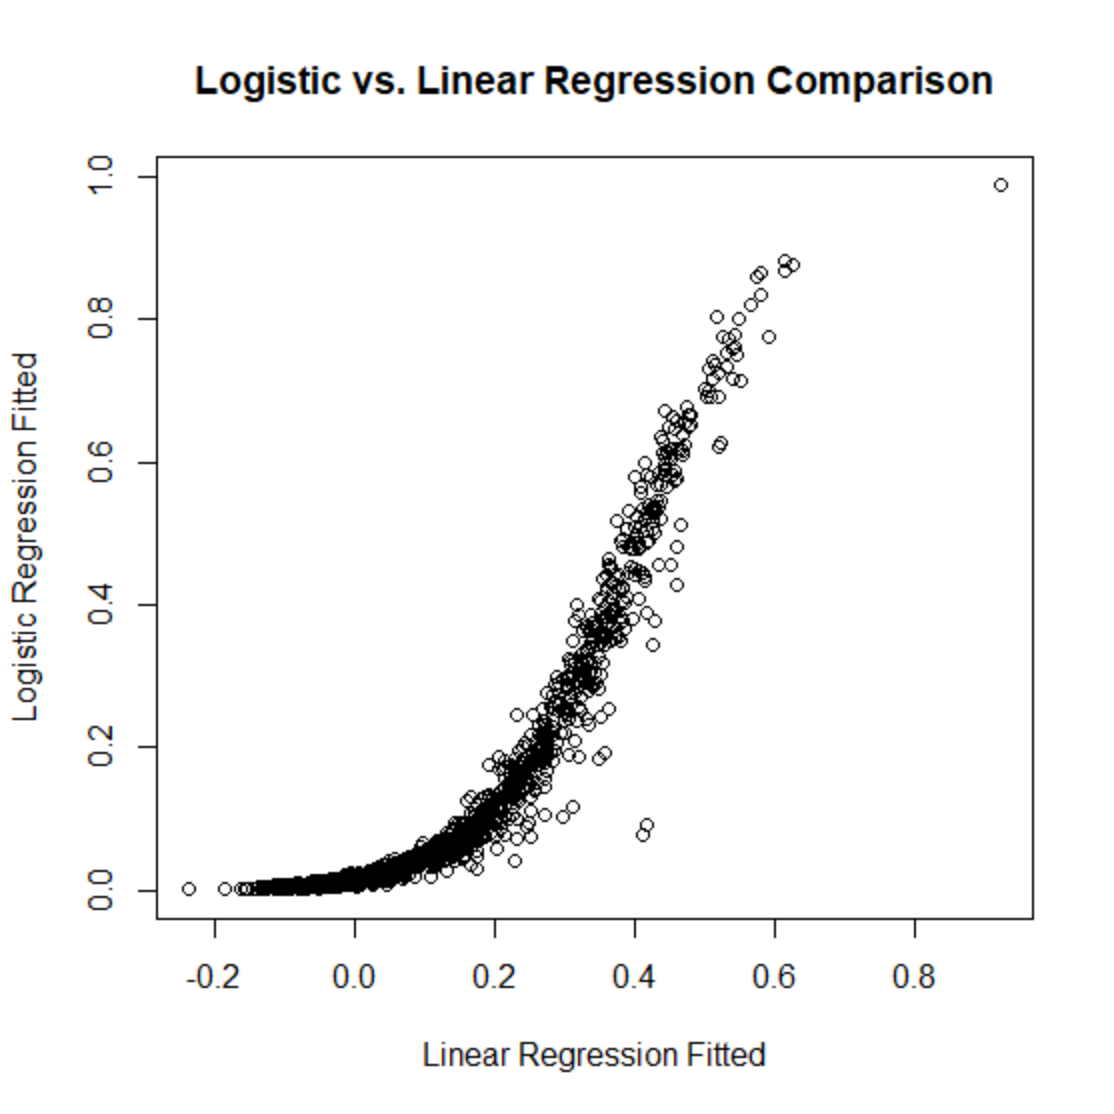 Logistic vs. Linear Regression Comparison
Logistic Regression Fitted
1.0
0.8
0.6
0.4
0.2
0.0
-0.2 0.0 0.2 0.4 0.6 0.8
Linear Regression Fitted